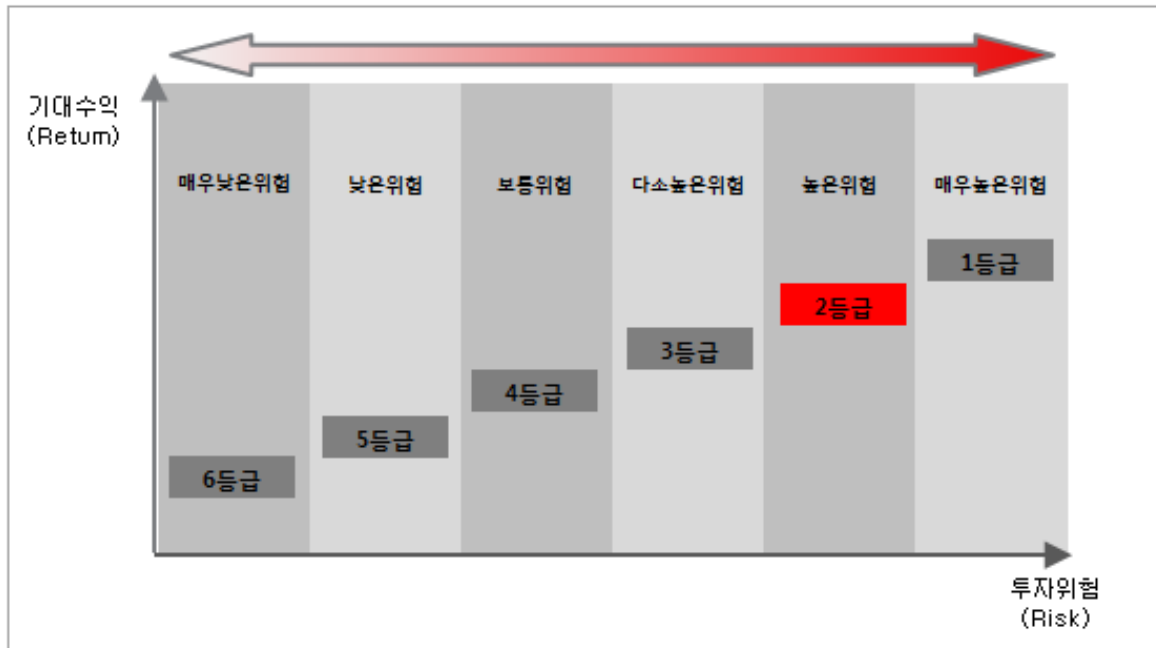 기대수익
(Return)
매우낮은위험 낮은위험 보통위험 다소높은위험 높은위험 매우높은위험
1등급
2등급
3등급
4등급
5등급
6등급
투자위험
(Risk)